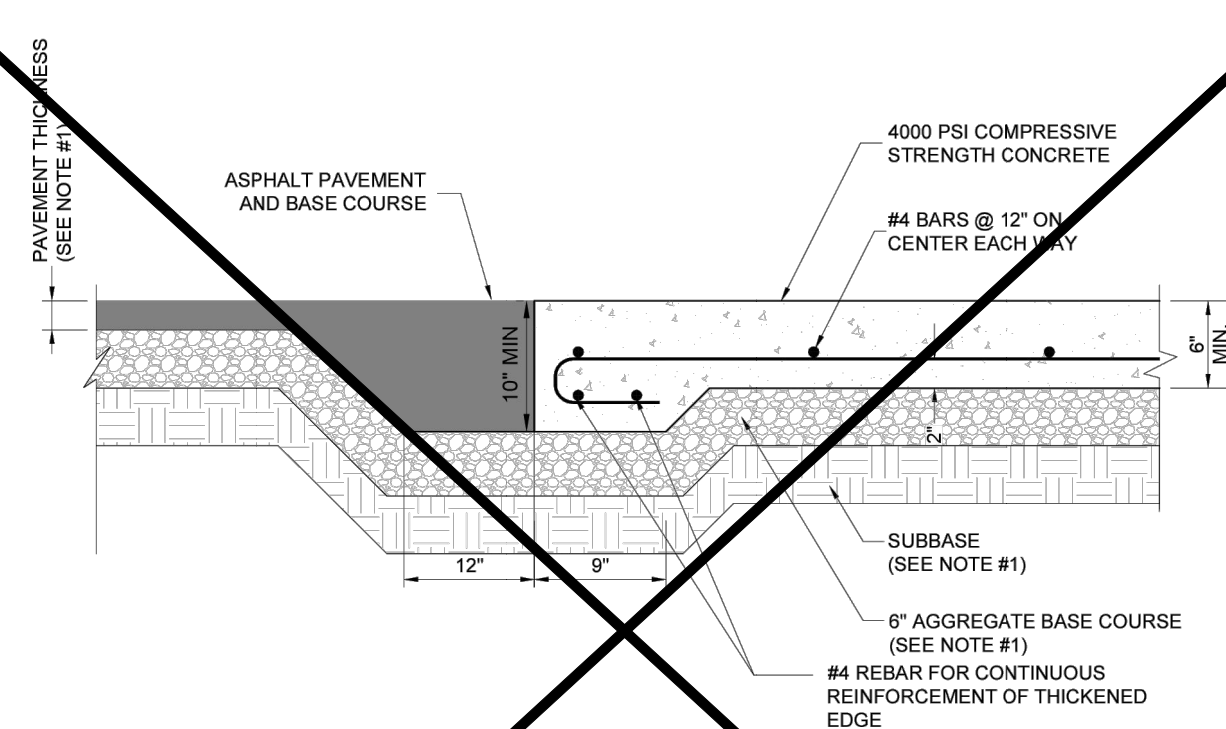 PAVEMENT THICKNESS
(SEE NOTE #1)
ASPHALT PAVEMENT
AND BASE COURSE
4000 PSI COMPRESSIVE
STRENGTH CONCRETE
#4 BARS @ 12" ON
CENTER EACH WAY
10" MIN
6"
MIN.
2"
12"
9"
SUBBASE
(SEE NOTE #1)
6" AGGREGATE BASE COURSE
(SEE NOTE #1)
#4 REBAR FOR CONTINUOUS
REINFORCEMENT OF THICKENED
EDGE